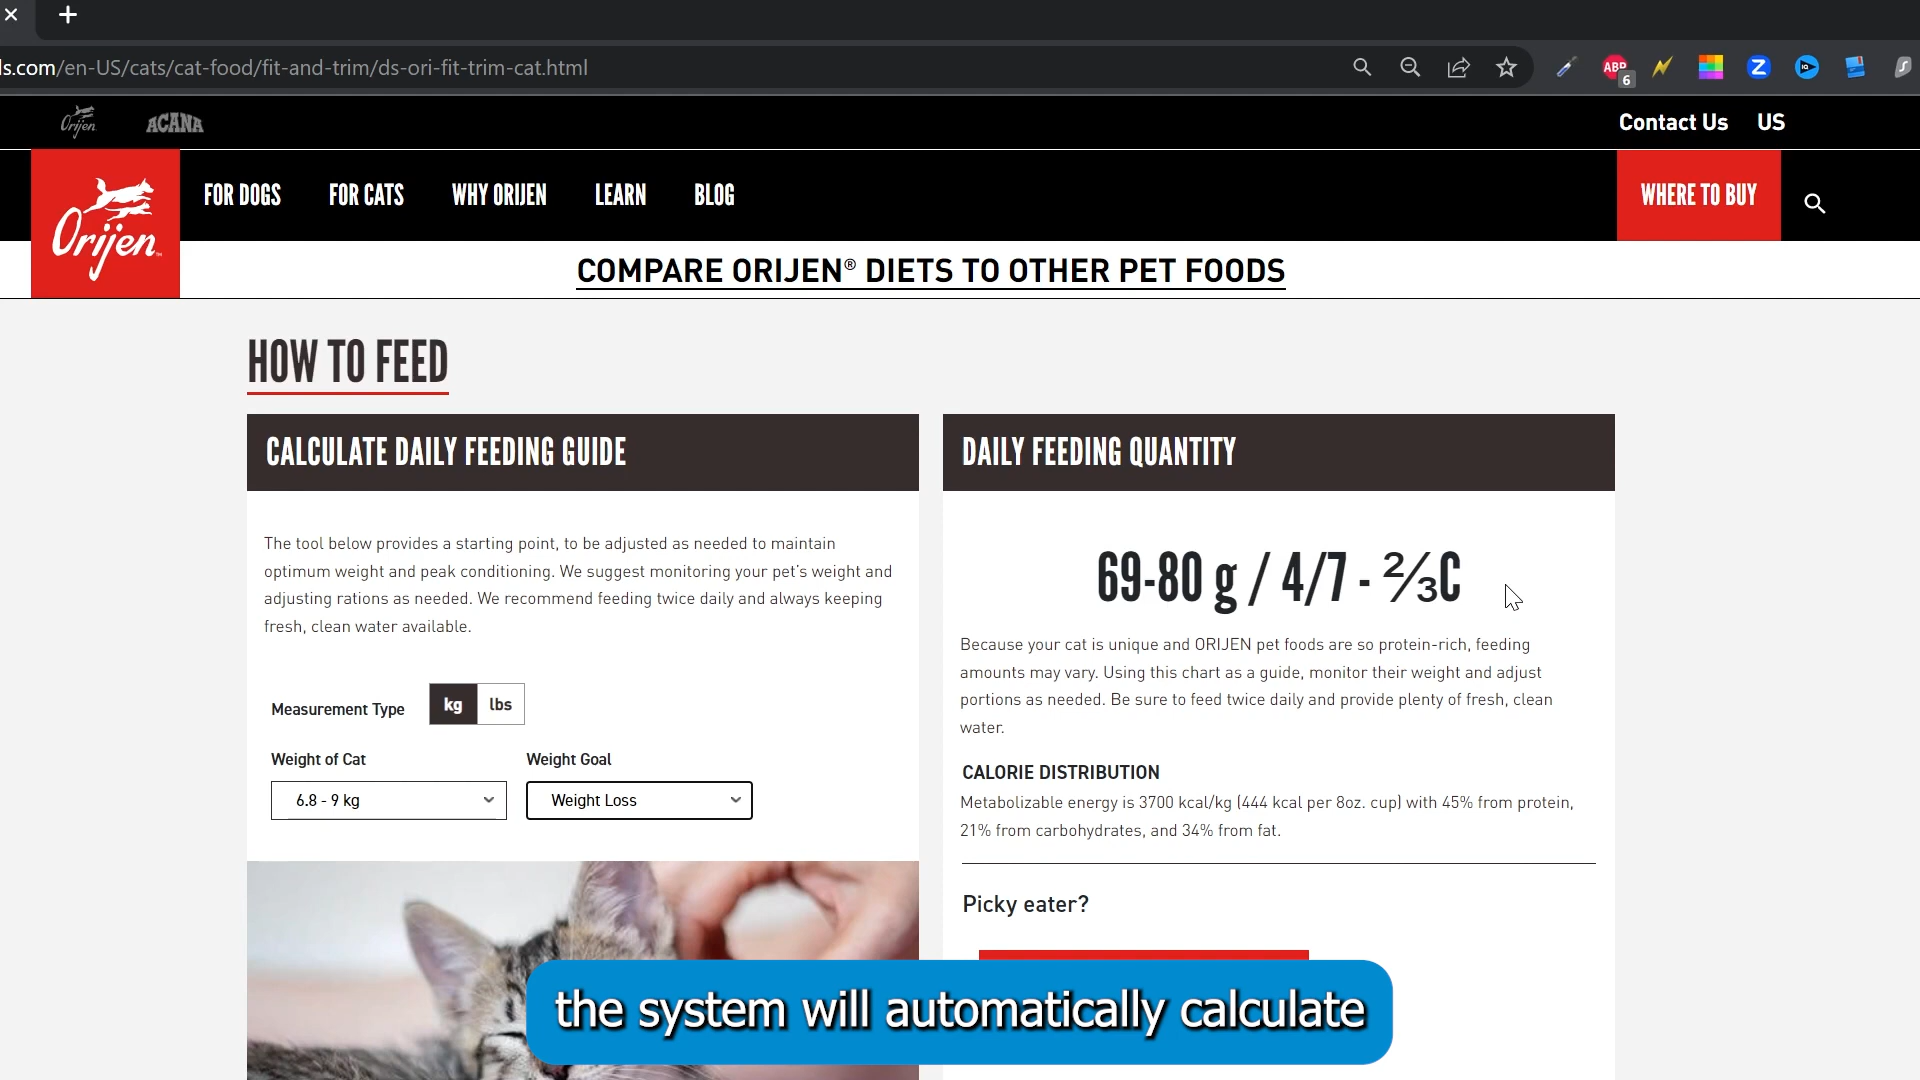 ls.com/en-US/cats/cat-food/fit-and-trim/ds-ori-fit-trim-cat.html
ABP
6
Z
Orijen
ACANA
Contact Us
US
Orijen
FOR DOGS
FOR CATS
WHY ORIJEN
LEARN
BLOG
WHERE TO BUY
COMPARE ORIJEN® DIETS TO OTHER PET FOODS
HOW TO FEED
CALCULATE DAILY FEEDING GUIDE
The tool below provides a starting point, to be adjusted as needed to maintain
optimum weight and peak conditioning. We suggest monitoring your pet's weight and
adjusting rations as needed. We recommend feeding twice daily and always keeping
fresh, clean water available.
Measurement Type
kg
lbs
Weight of Cat
Weight Goal
6.8 - 9 kg
Weight Loss
DAILY FEEDING QUANTITY
69-80 g / 4/7 - ⅔C
Because your cat is unique and ORIJEN pet foods are so protein-rich, feeding
amounts may vary. Using this chart as a guide, monitor their weight and adjust
portions as needed. Be sure to feed twice daily and provide plenty of fresh, clean
water.
CALORIE DISTRIBUTION
Metabolizable energy is 3700 kcal/kg (444 kcal per 8oz. cup) with 45% from protein,
21% from carbohydrates, and 34% from fat.
Picky eater?
the system will automatically calculate